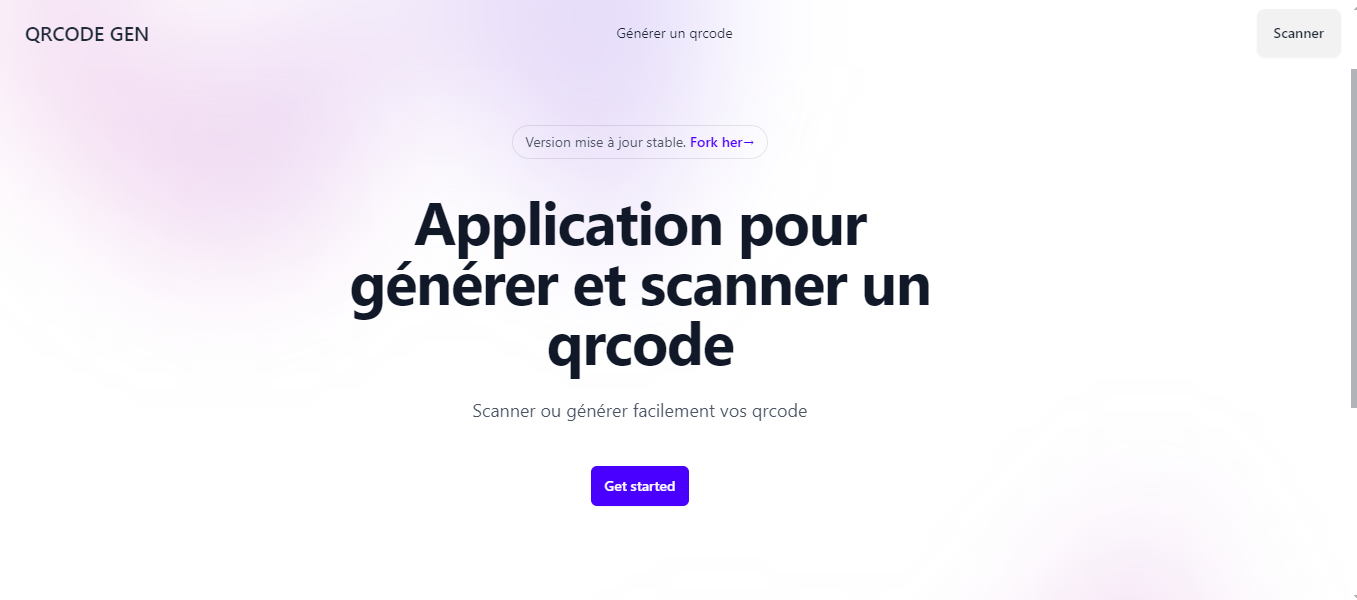 QRCODE GEN
Générer un qrcode
Scanner
Version mise à jour stable. Fork her→
Application pour
générer et scanner un
qrcode
Scanner ou générer facilement vos qrcode
Get started